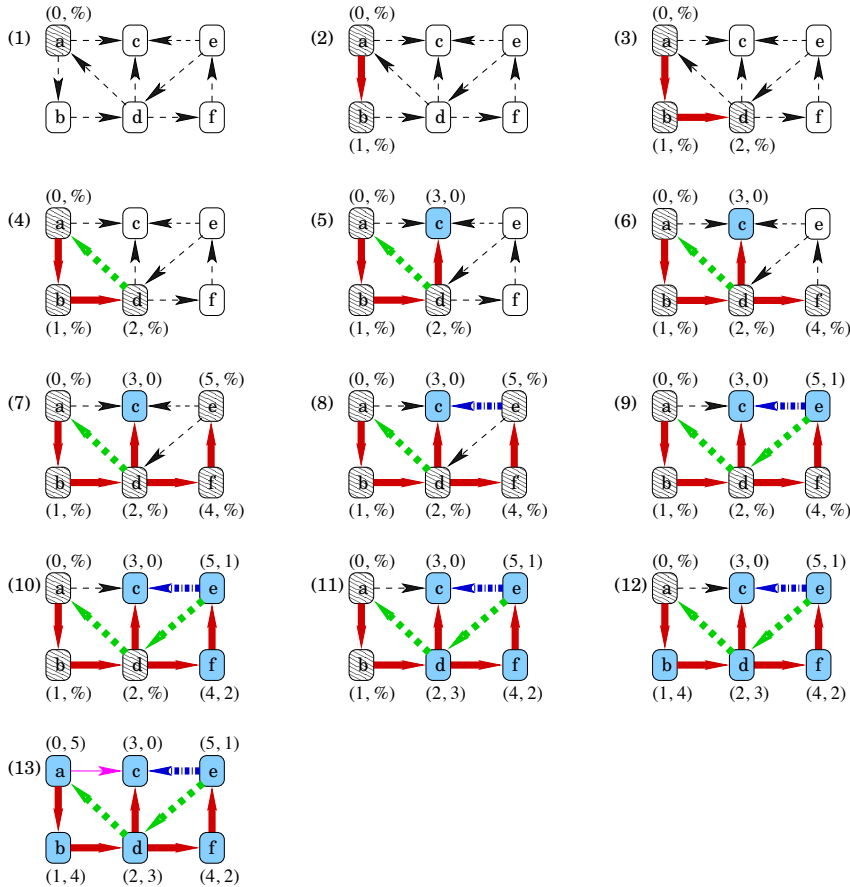 (0, %)
(1) a c e
b d f
(0, %)
(2) a c e
b d f
(1, %)
(0, %)
(3) a c e
b d f
(1, %) (2, %)
(0, %)
(4) a c e
b d f
(1, %) (2, %)
(0, %) (3, 0)
(5) a c e
b d f
(1, %) (2, %)
(0, %) (3, 0)
(6) a c e
b d f
(1, %) (2, %) (4, %)
(0, %) (3, 0) (5, %)
(7) a c e
b d f
(1, %) (2, %) (4, %)
(0, %) (3, 0) (5, %)
(8) a c e
b d f
(1, %) (2, %) (4, %)
(0, %) (3, 0) (5, 1)
(9) a c e
b d f
(1, %) (2, %) (4, %)
(0, %) (3, 0) (5, 1)
(10) a c e
b d f
(1, %) (2, %) (4, 2)
(0, %) (3, 0) (5, 1)
(11) a c e
b d f
(1, %) (2, 3) (4, 2)
(0, %) (3, 0) (5, 1)
(12) a c e
b d f
(1, 4) (2, 3) (4, 2)
(0, 5) (3, 0) (5, 1)
(13) a c e
b d f
(1, 4) (2, 3) (4, 2)